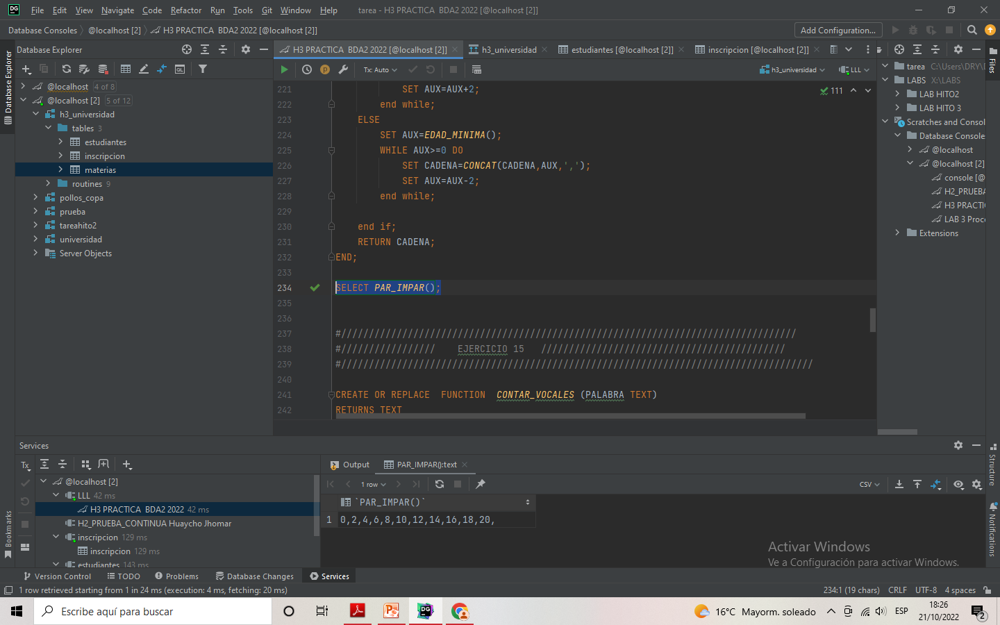 DG File Edit View Navigate Code Refactor Run Tools Git Window Help tarea - H3 PRACTICA BDA2 2022 [@localhost [2]]
Database Consoles @localhost [2] H3 PRACTICA BDA2 2022 [@localhost [2]] Add Configuration...
Database Explorer
H3 PRACTICA BDA2 2022 [@localhost [2]] h3_universidad estudiantes [@localhost [2]] inscripcion [@localhost [2]]
Tx: Auto h3_universidad LLL
Database Explorer
@localhost 4 of 8
@localhost [2] 5 of 12
h3_universidad
tables 3
estudiantes
inscripcion
materias
routines 9
pollos_copa
prueba
tareahito2
universidad
Server Objects
111
221 SET AUX=AUX+2;
222 end while;
223 ELSE
224 SET AUX=EDAD_MINIMA();
225 WHILE AUX>=0 DO
226 SET CADENA=CONCAT(CADENA,AUX,',');
227 SET AUX=AUX-2;
228 end while;
229
230 end if;
231 RETURN CADENA;
232 END;
233
234 SELECT PAR_IMPAR();
235
236
237 #//////////////////////////////////////////////////////////////////////////////////
238 #///////////////// EJERCICIO 15 ////////////////////////////////////////////
239 #/////////////////////////////////////////////////////////////////////////////////////
240
241 CREATE OR REPLACE FUNCTION CONTAR_VOCALES (PALABRA TEXT)
242 RETURNS TEXT
Files
tarea C:\Users\DRY\D
LABS X:\LABS
LAB HITO2
LAB HITO 3
Scratches and Consol
Database Console
@localhost
@localhost [2]
console [@
H2_PRUEBA
H3 PRACTI
LAB 3 Proc
Extensions
Services
Tx
@localhost [2]
LLL 42 ms
H3 PRACTICA BDA2 2022 42 ms
H2_PRUEBA_CONTINUA Huaycho Jhomar
inscripcion 129 ms
inscripcion 129 ms
estudiantes 143 ms
Output PAR_IMPAR():text
1 row CSV
`PAR_IMPAR()`
1 0,2,4,6,8,10,12,14,16,18,20,
Bookmarks
Structure
Notifications
Activar Windows
Ve a Configuración para activar Windows.
Version Control TODO Problems Database Changes Services
1 row retrieved starting from 1 in 24 ms (execution: 4 ms, fetching: 20 ms) 234:1 (19 chars) CRLF UTF-8 4 spaces
Escribe aquí para buscar DG 16°C Mayorm. soleado ESP 18:26
21/10/2022 2